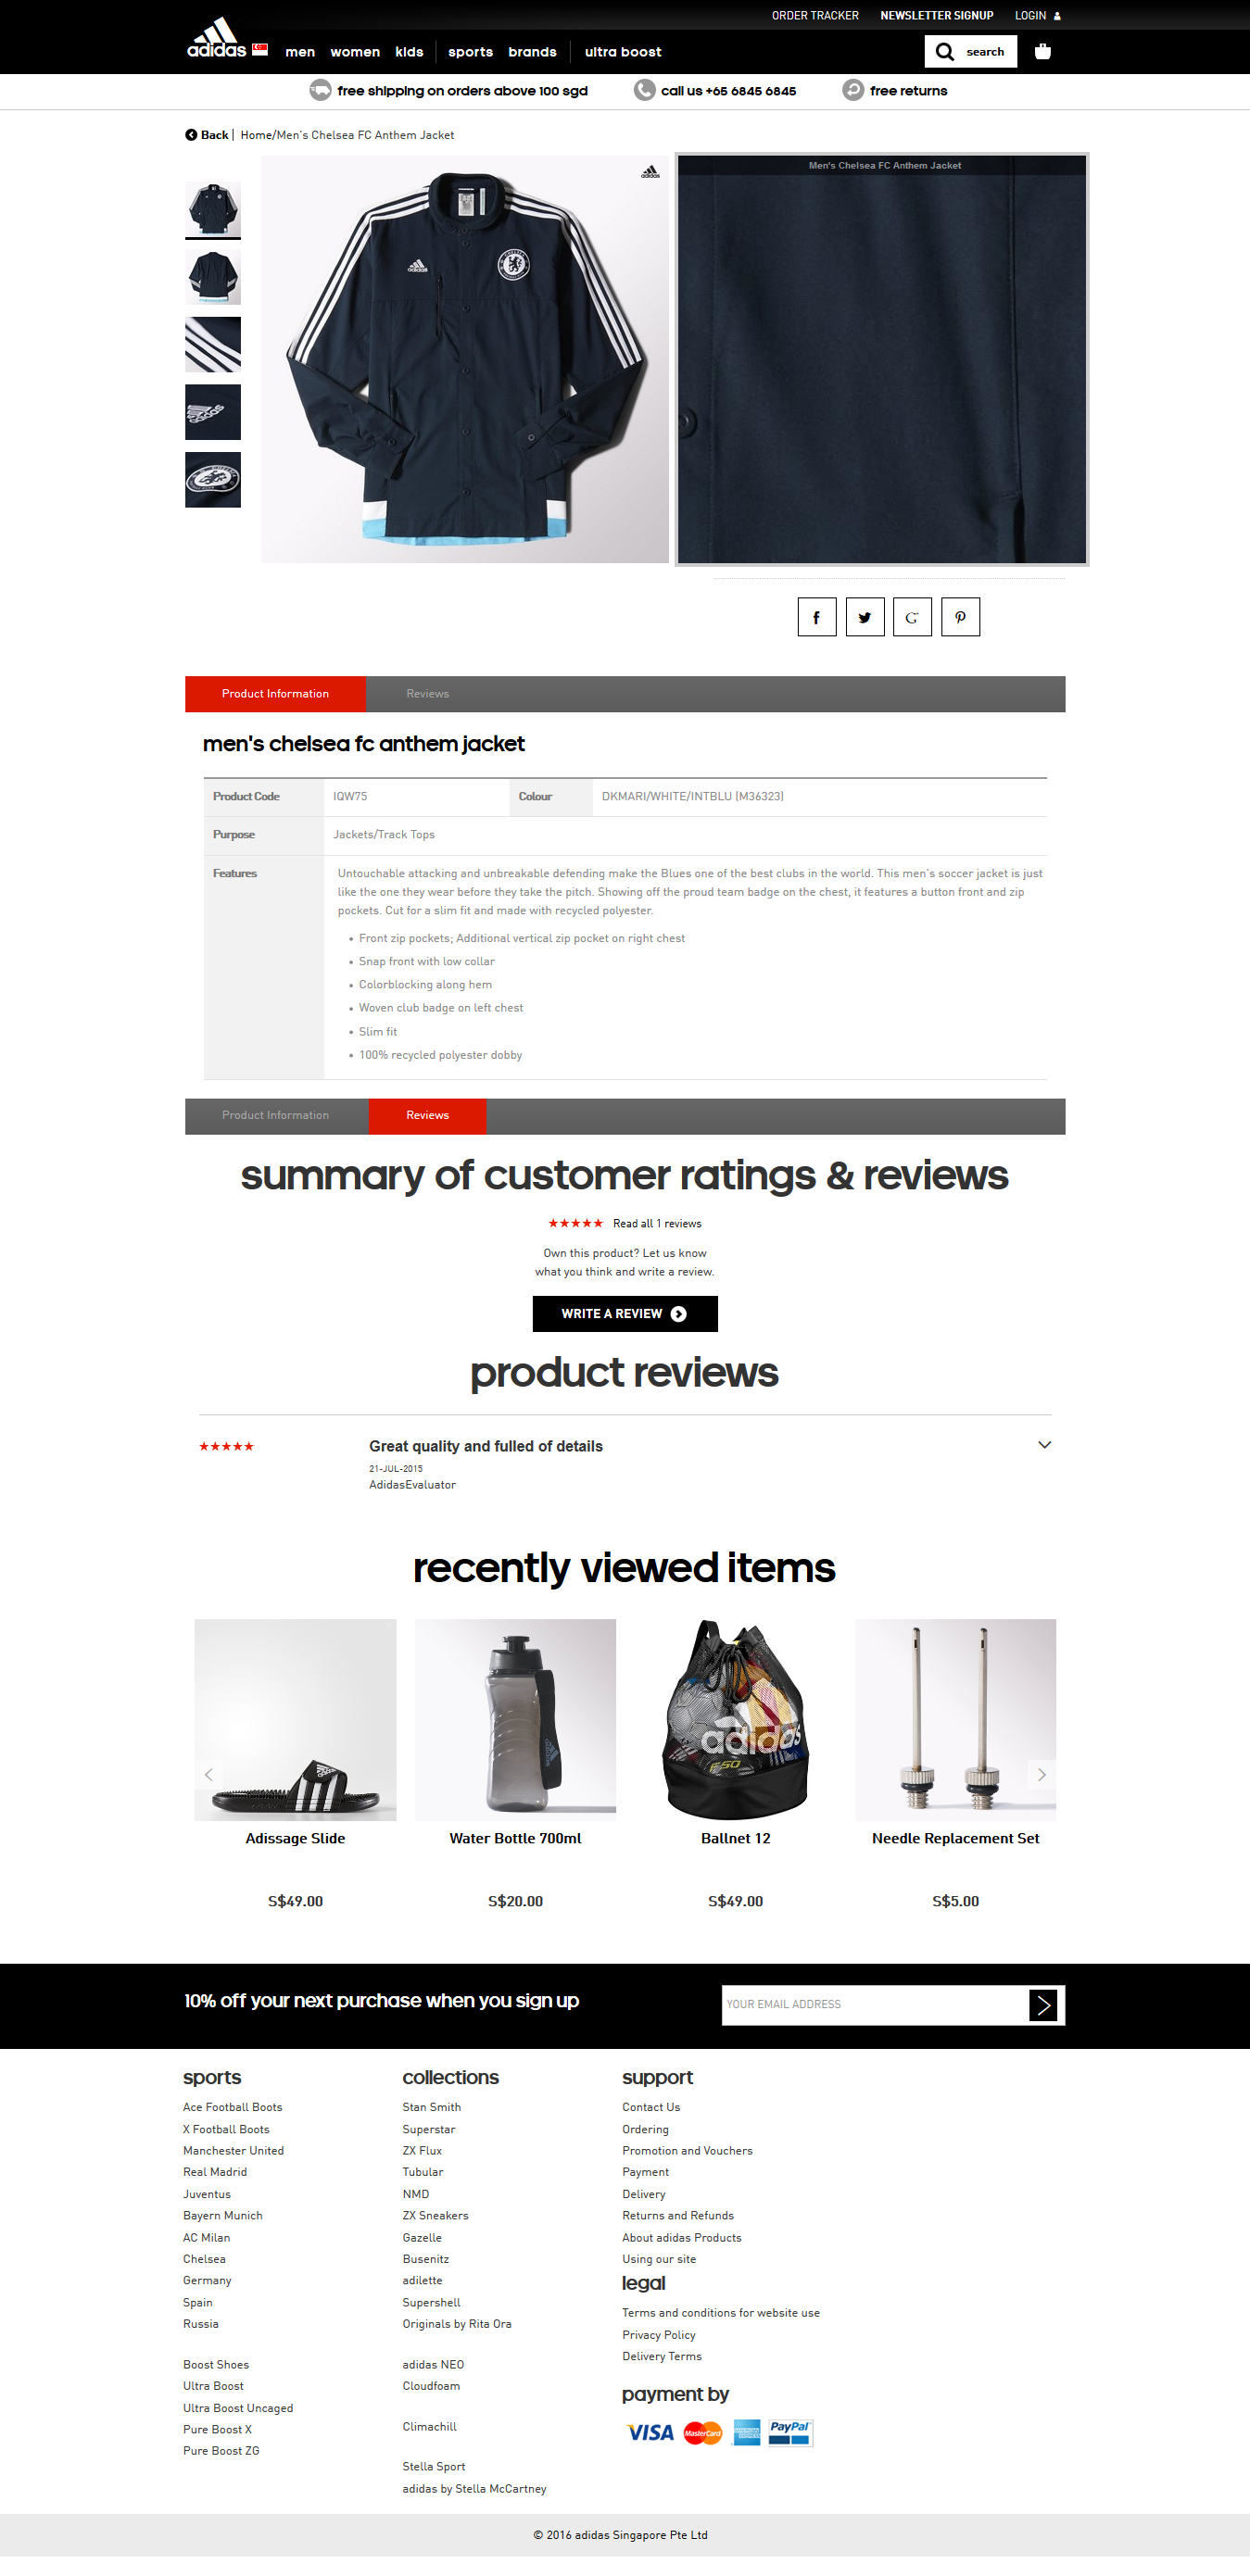 ORDER TRACKER NEWSLETTER SIGNUP LOGIN
adidas men women kids sports brands ultra boost search
free shipping on orders above 100 sgd call us +65 6845 6845 free returns
Back | Home/Men's Chelsea FC Anthem Jacket
adidas
Men's Chelsea FC Anthem Jacket
adidas
CHELSEA
adidas
Product Information Reviews
men's chelsea fc anthem jacket
Product Code IQW75 Colour DKMARI/WHITE/INTBLU (M36323)
Purpose Jackets/Track Tops
Features Untouchable attacking and unbreakable defending make the Blues one of the best clubs in the world. This men's soccer jacket is just
like the one they wear before they take the pitch. Showing off the proud team badge on the chest, it features a button front and zip
pockets. Cut for a slim fit and made with recycled polyester.
• Front zip pockets; Additional vertical zip pocket on right chest
• Snap front with low collar
• Colorblocking along hem
• Woven club badge on left chest
• Slim fit
• 100% recycled polyester dobby
Product Information Reviews
summary of customer ratings & reviews
Read all 1 reviews
Own this product? Let us know
what you think and write a review.
WRITE A REVIEW
product reviews
Great quality and fulled of details
21-JUL-2015
AdidasEvaluator
recently viewed items
adidas
F50
Adissage Slide Water Bottle 700ml Ballnet 12 Needle Replacement Set
S$49.00 S$20.00 S$49.00 S$5.00
10% off your next purchase when you sign up YOUR EMAIL ADDRESS
sports
Ace Football Boots
X Football Boots
Manchester United
Real Madrid
Juventus
Bayern Munich
AC Milan
Chelsea
Germany
Spain
Russia
Boost Shoes
Ultra Boost
Ultra Boost Uncaged
Pure Boost X
Pure Boost ZG
collections
Stan Smith
Superstar
ZX Flux
Tubular
NMD
ZX Sneakers
Gazelle
Busenitz
adilette
Supershell
Originals by Rita Ora
adidas NEO
Cloudfoam
Climachill
Stella Sport
adidas by Stella McCartney
support
Contact Us
Ordering
Promotion and Vouchers
Payment
Delivery
Returns and Refunds
About adidas Products
Using our site
legal
Terms and conditions for website use
Privacy Policy
Delivery Terms
payment by
VISA MasterCard AMERICAN EXPRESS PayPal
© 2016 adidas Singapore Pte Ltd